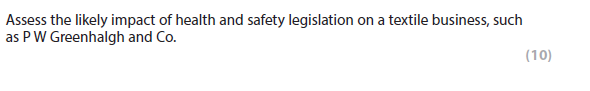 Assess the likely impact of health and safety legislation on a textile business, such
as P W Greenhalgh and Co.
(10)